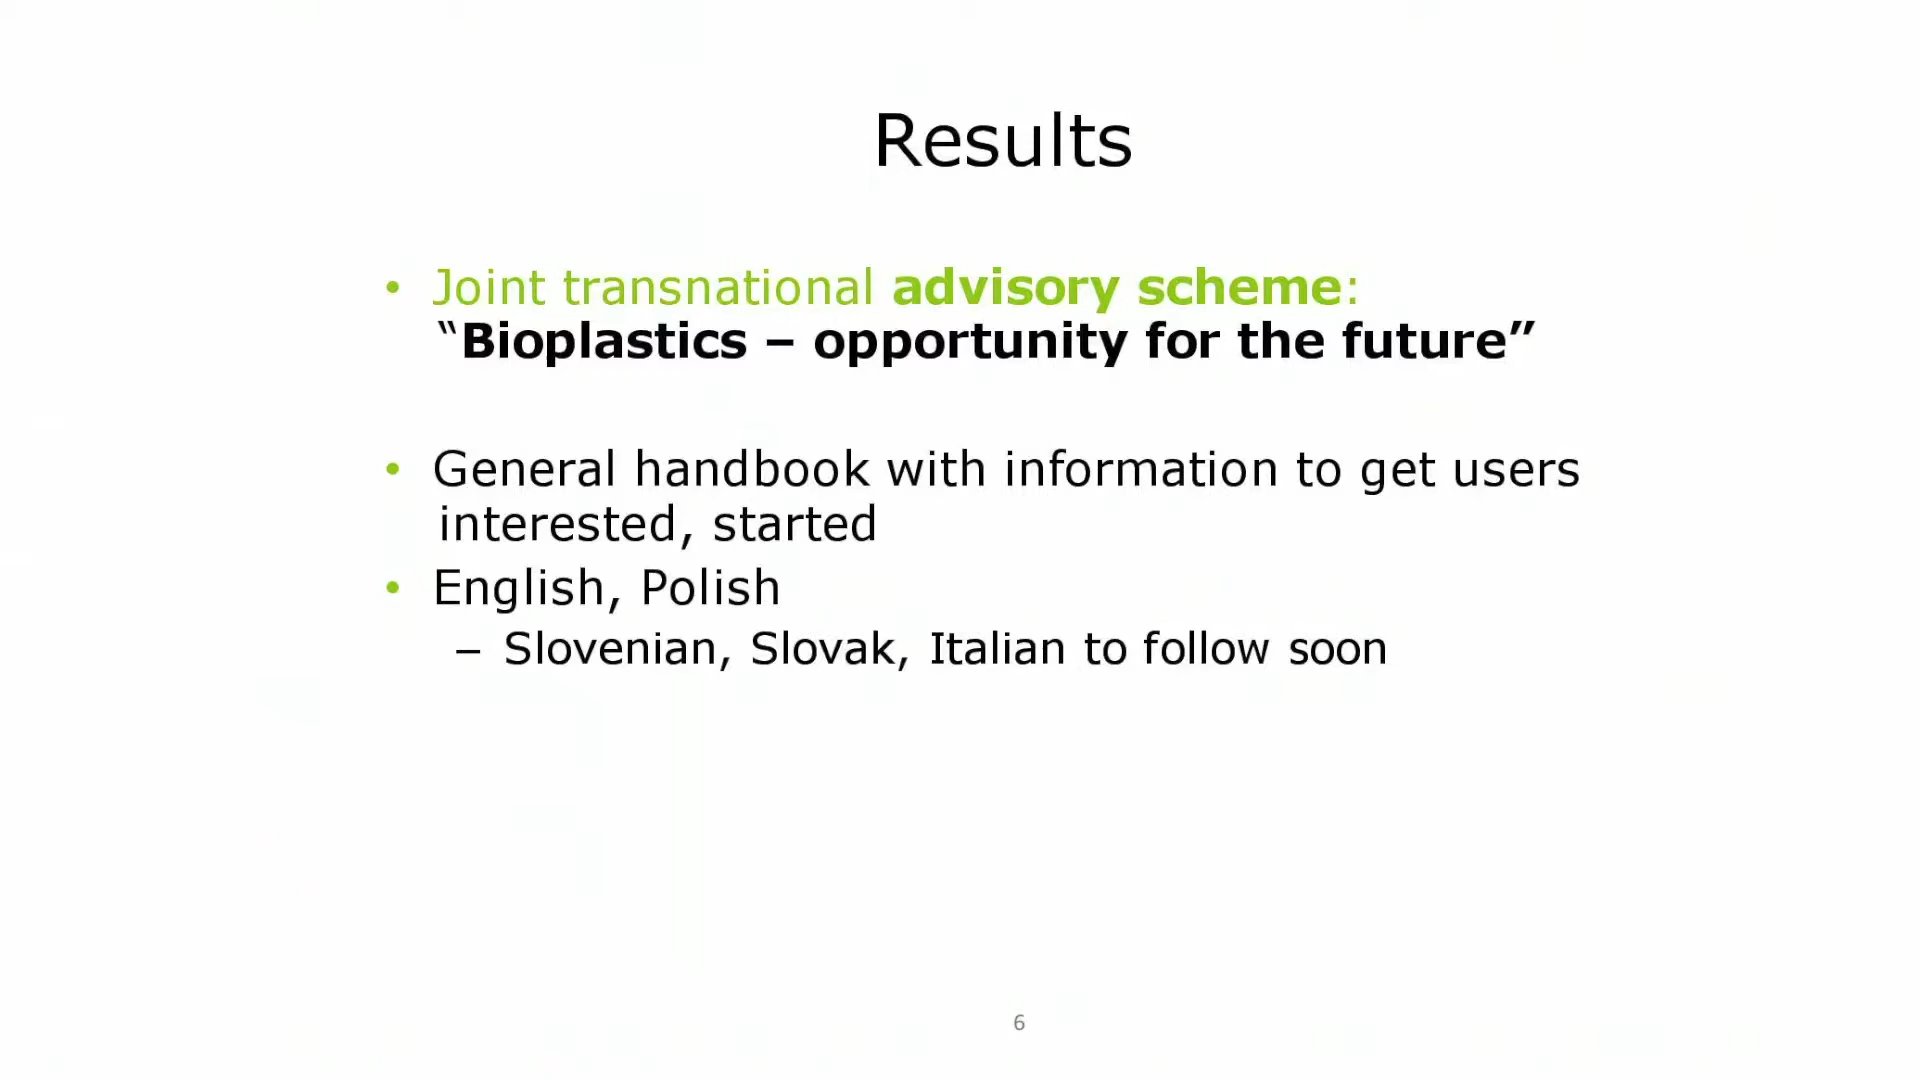 Results
• Joint transnational advisory scheme:
“Bioplastics – opportunity for the future”
• General handbook with information to get users
interested, started
• English, Polish
– Slovenian, Slovak, Italian to follow soon
6